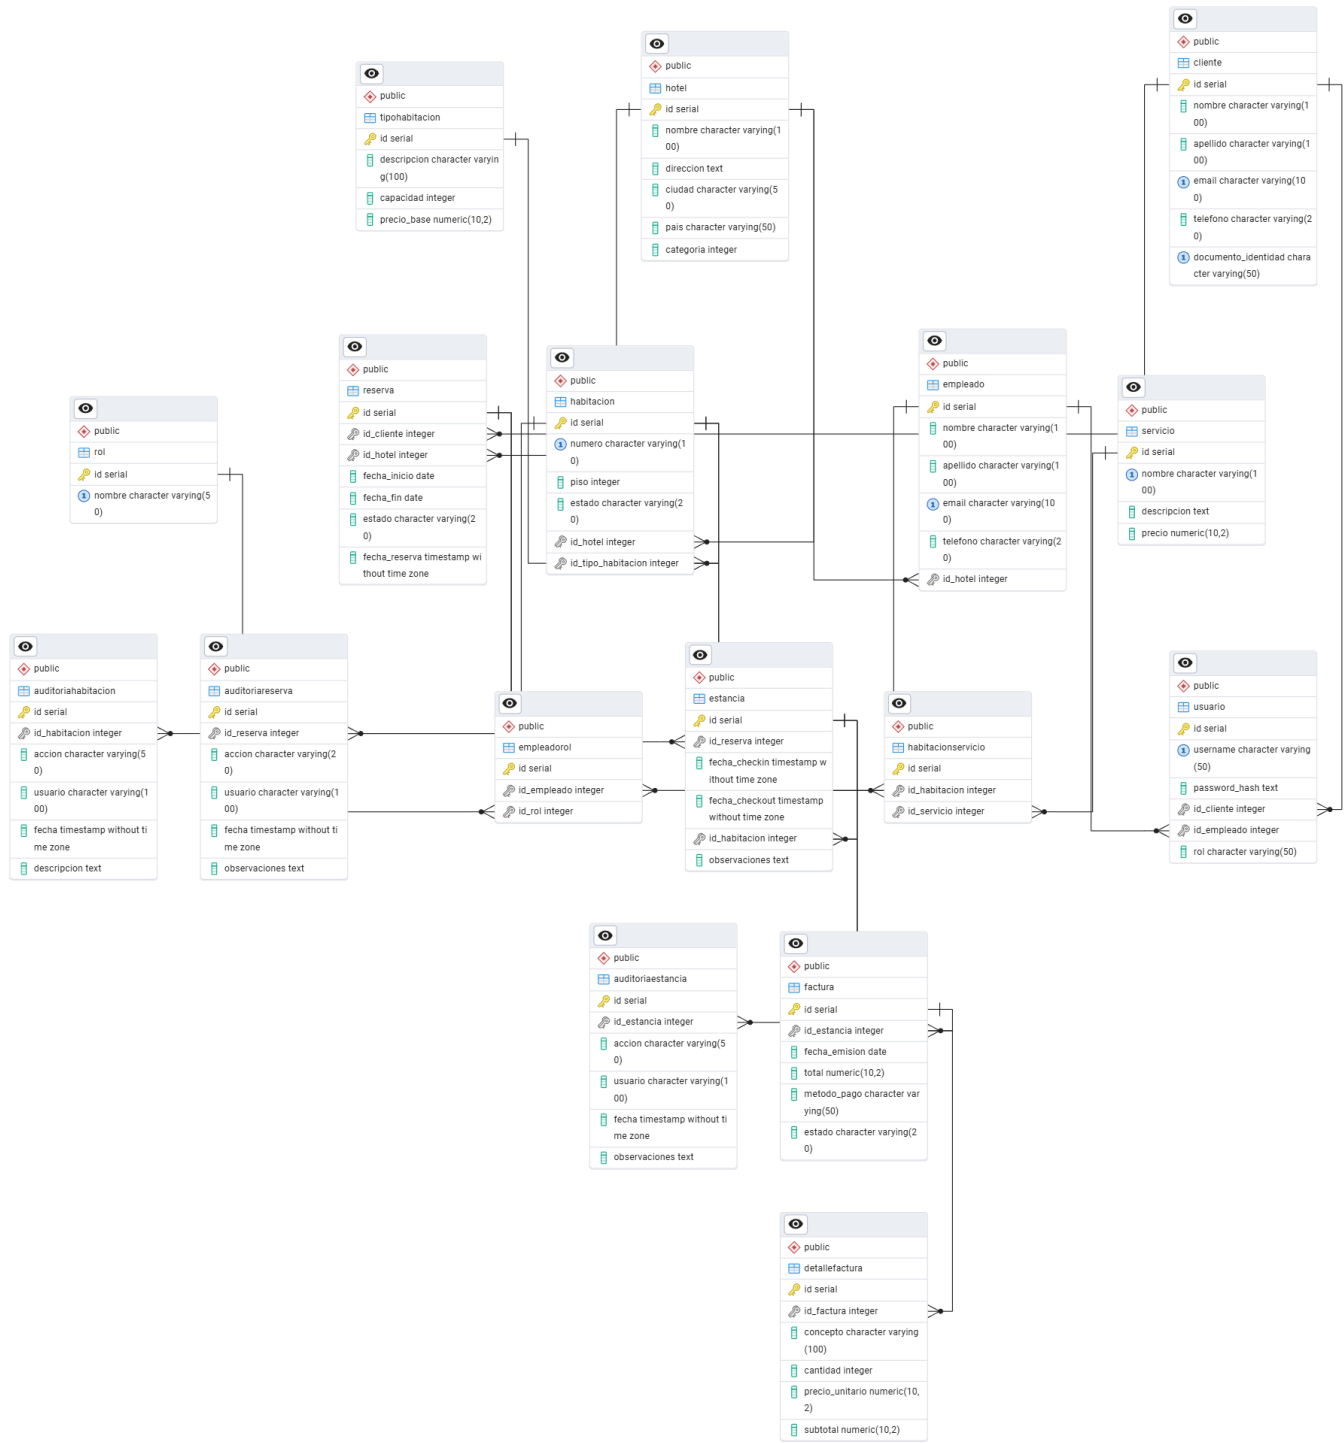 public
cliente
id serial
nombre character varying(1
00)
apellido character varying(1
00)
email character varying(10
0)
telefono character varying(2
0)
documento_identidad chara
cter varying(50)
public
hotel
id serial
nombre character varying(1
00)
direccion text
ciudad character varying(5
0)
pais character varying(50)
categoria integer
public
tipohabitacion
id serial
descripcion character varyin
g(100)
capacidad integer
precio_base numeric(10,2)
public
reserva
id serial
id_cliente integer
id_hotel integer
fecha_inicio date
fecha_fin date
estado character varying(2
0)
fecha_reserva timestamp wi
thout time zone
public
habitacion
id serial
numero character varying(1
0)
piso integer
estado character varying(2
0)
id_hotel integer
id_tipo_habitacion integer
public
empleado
id serial
nombre character varying(1
00)
apellido character varying(1
00)
email character varying(10
0)
telefono character varying(2
0)
id_hotel integer
public
servicio
id serial
nombre character varying(1
00)
descripcion text
precio numeric(10,2)
public
rol
id serial
nombre character varying(5
0)
public
auditoriahabitacion
id serial
id_habitacion integer
accion character varying(5
0)
usuario character varying(1
00)
fecha timestamp without ti
me zone
descripcion text
public
auditoriareserva
id serial
id_reserva integer
accion character varying(2
0)
usuario character varying(1
00)
fecha timestamp without ti
me zone
observaciones text
public
empleadorol
id serial
id_empleado integer
id_rol integer
public
estancia
id serial
id_reserva integer
fecha_checkin timestamp w
ithout time zone
fecha_checkout timestamp
without time zone
id_habitacion integer
observaciones text
public
habitacionservicio
id serial
id_habitacion integer
id_servicio integer
public
usuario
id serial
username character varying
(50)
password_hash text
id_cliente integer
id_empleado integer
rol character varying(50)
public
auditoriaestancia
id serial
id_estancia integer
accion character varying(5
0)
usuario character varying(1
00)
fecha timestamp without ti
me zone
observaciones text
public
factura
id serial
id_estancia integer
fecha_emision date
total numeric(10,2)
metodo_pago character var
ying(50)
estado character varying(2
0)
public
detallefactura
id serial
id_factura integer
concepto character varying
(100)
cantidad integer
precio_unitario numeric(10,
2)
subtotal numeric(10,2)